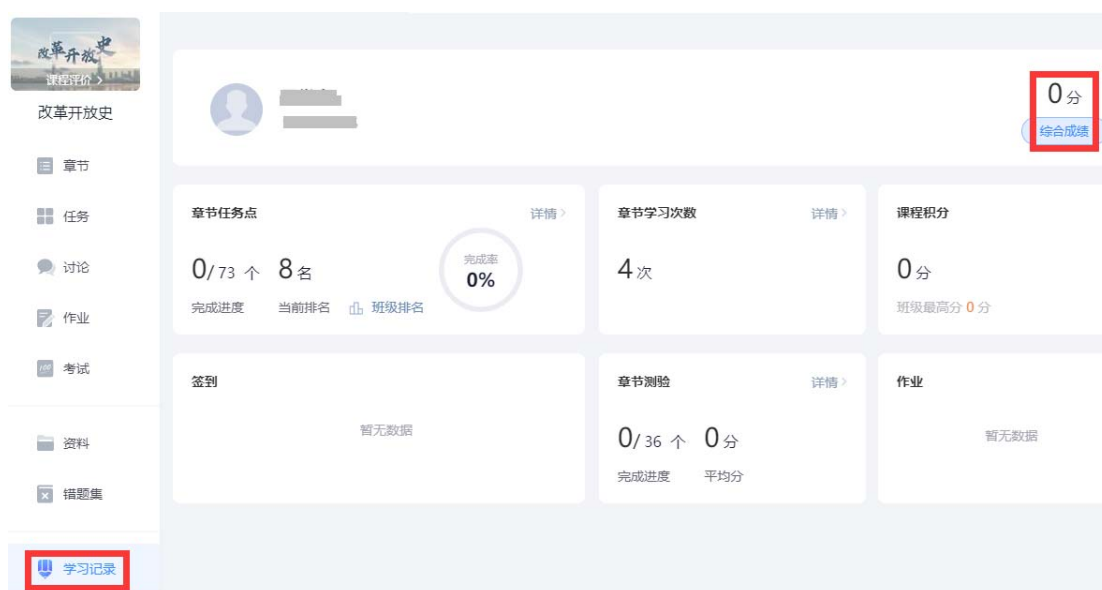 改革开放史
课程评价 >
改革开放史
章节
任务
讨论
作业
考试
资料
错题集
学习记录
0 分
综合成绩
章节任务点
详情 >
0/ 73 个 8 名
完成率
0%
完成进度 当前排名 班级排名
章节学习次数
详情 >
4 次
课程积分
0 分
班级最高分 0 分
签到
暂无数据
章节测验
详情 >
0/ 36 个 0 分
完成进度 平均分
作业
暂无数据